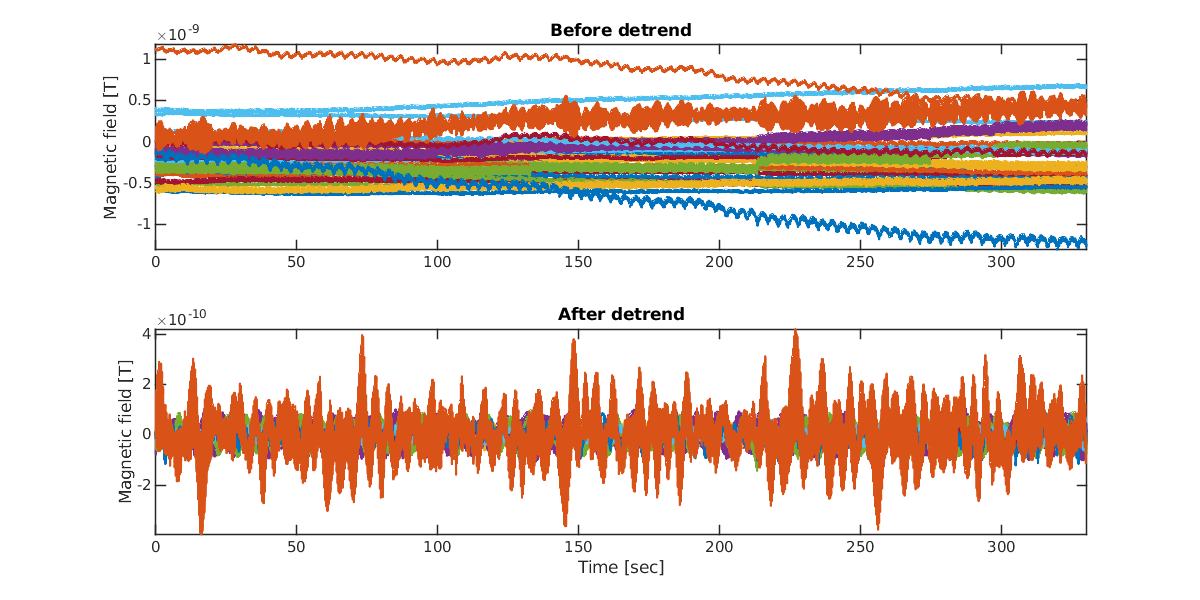 Before detrend
×10^-9
Magnetic field [T]
1
0.5
0
-0.5
-1
0 50 100 150 200 250 300
After detrend
×10^-10
Magnetic field [T]
4
2
0
-2
0 50 100 150 200 250 300
Time [sec]